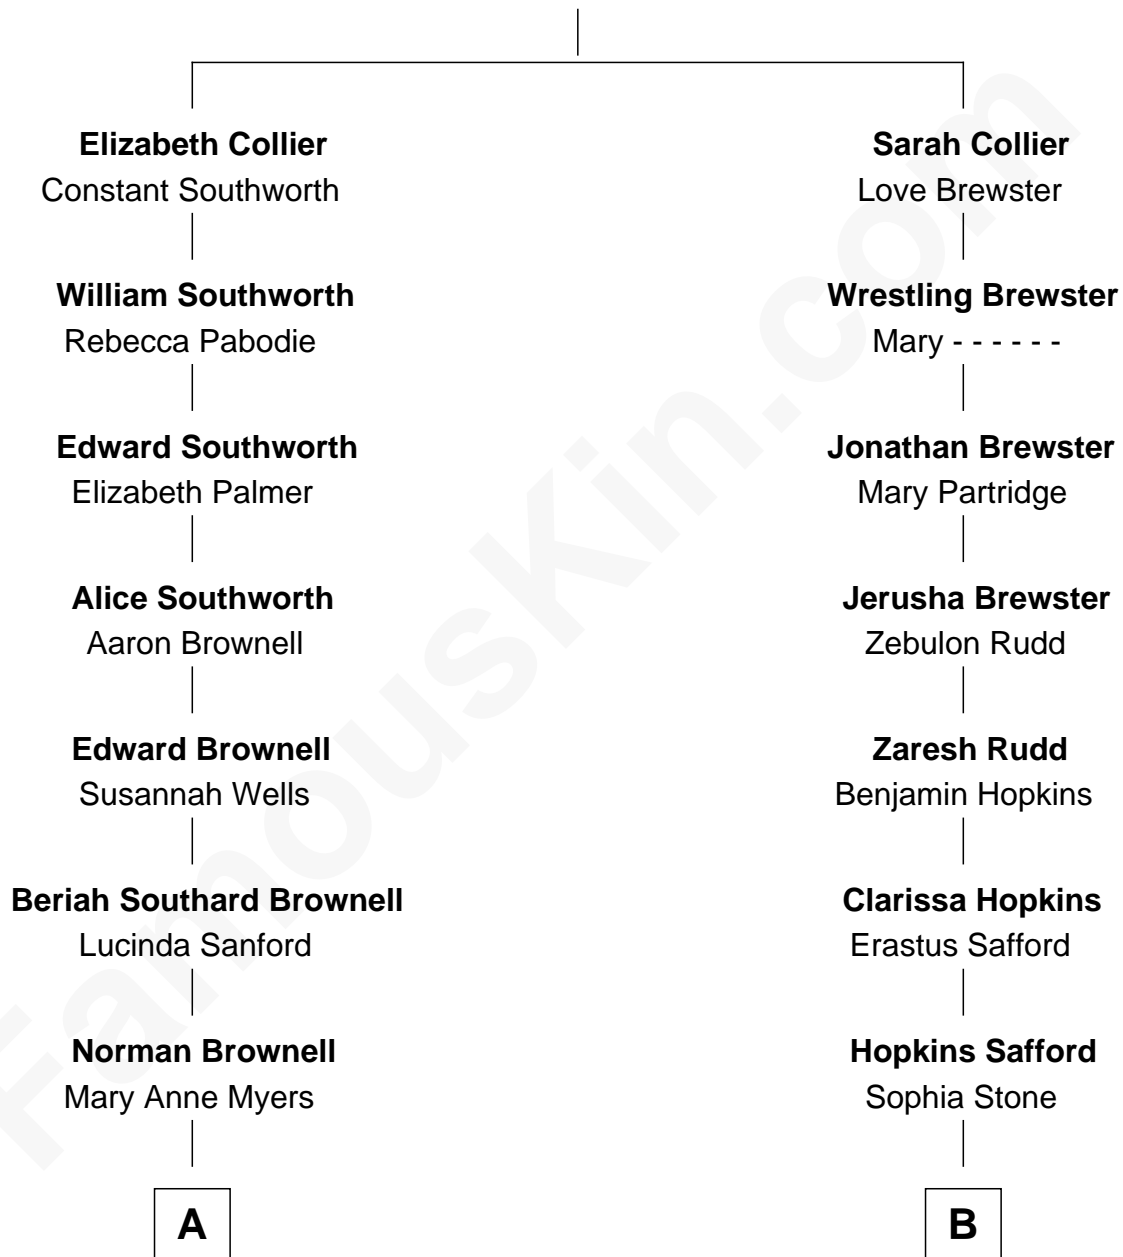 Elizabeth Collier
Constant Southworth
William Southworth
Rebecca Pabodie
Edward Southworth
Elizabeth Palmer
Alice Southworth
Aaron Brownell
Edward Brownell
Susannah Wells
Beriah Southard Brownell
Lucinda Sanford
Norman Brownell
Mary Anne Myers
A
Sarah Collier
Love Brewster
Wrestling Brewster
Mary - - - - - -
Jonathan Brewster
Mary Partridge
Jerusha Brewster
Zebulon Rudd
Zaresh Rudd
Benjamin Hopkins
Clarissa Hopkins
Erastus Safford
Hopkins Safford
Sophia Stone
B
FamousKin.com